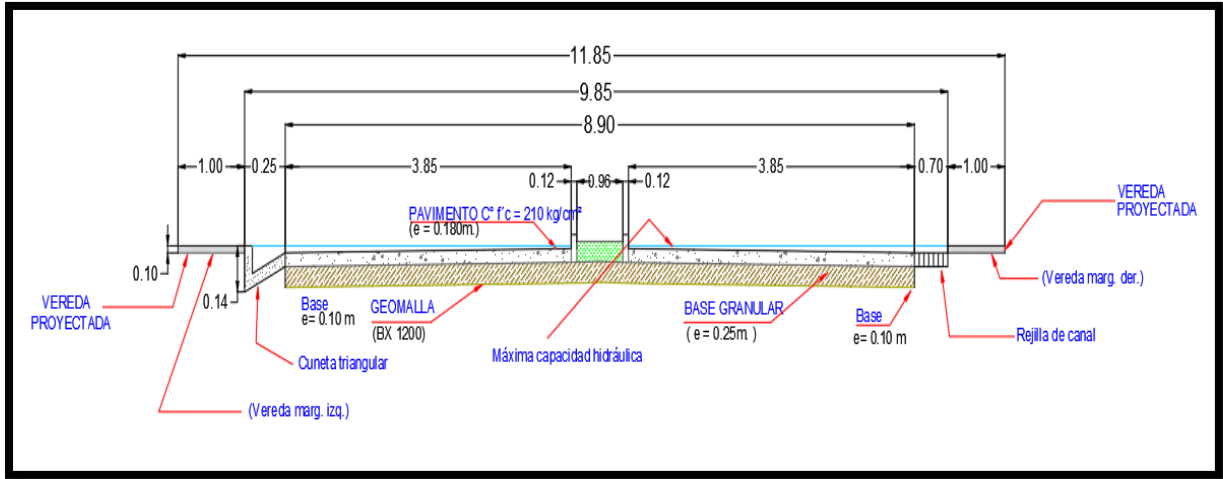 11.85
9.85
8.90
1.00
0.25
3.85
3.85
0.70
1.00
0.12
0.96
0.12
PAVIMENTO C° f´c = 210 kg/cm²
(e = 0.180m.)
VEREDA
PROYECTADA
0.10
0.14
(Vereda marg. der.)
VEREDA
PROYECTADA
Base
e= 0.10 m
GEOMALLA
(BX 1200)
BASE GRANULAR
( e = 0.25m. )
Base
e= 0.10 m
Rejilla de canal
Máxima capacidad hidráulica
Cuneta triangular
(Vereda marg. izq.)